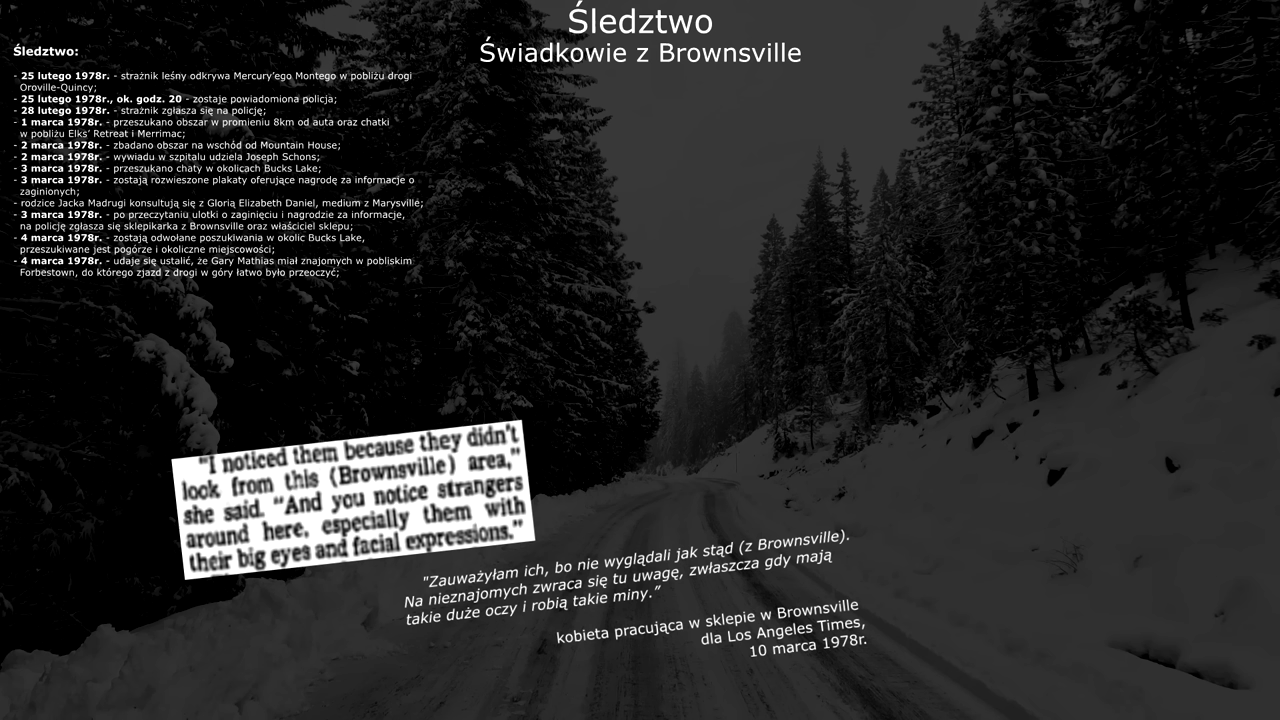 Śledztwo
Świadkowie z Brownsville
Śledztwo:
- 25 lutego 1978r. - strażnik leśny odkrywa Mercury'ego Montego w pobliżu drogi
Oroville-Quincy;
- 25 lutego 1978r., ok. godz. 20 - zostaje powiadomiona policja;
- 28 lutego 1978r. - strażnik zgłasza się na policję;
- 1 marca 1978r. - przeszukano obszar w promieniu 8km od auta oraz chatki
w pobliżu Elks' Retreat i Merrimac;
- 2 marca 1978r. - zbadano obszar na wschód od Mountain House;
- 2 marca 1978r. - wywiadu w szpitalu udziela Joseph Schons;
- 3 marca 1978r. - przeszukano chaty w okolicach Bucks Lake;
- 3 marca 1978r. - zostają rozwieszone plakaty oferujące nagrodę za informacje o
zaginionych;
- rodzice Jacka Madrugi konsultują się z Glorią Elizabeth Daniel, medium z Marysville;
- 3 marca 1978r. - po przeczytaniu ulotki o zaginięciu i nagrodzie za informacje,
na policję zgłasza się sklepikarka z Brownsville oraz właściciel sklepu;
- 4 marca 1978r. - zostają odwołane poszukiwania w okolic Bucks Lake,
przeszukiwane jest pogórze i okoliczne miejscowości;
- 4 marca 1978r. - udaje się ustalić, że Gary Mathias miał znajomych w pobliskim
Forbestown, do którego zjazd z drogi w góry łatwo było przeoczyć;
"I noticed them because they didn't
look from this (Brownsville) area,"
she said. "And you notice strangers
around here, especially them with
their big eyes and facial expressions."
"Zauważyłam ich, bo nie wyglądali jak stąd (z Brownsville).
Na nieznajomych zwraca się tu uwagę, zwłaszcza gdy mają
takie duże oczy i robią takie miny."
kobieta pracująca w sklepie w Brownsville
dla Los Angeles Times,
10 marca 1978r.